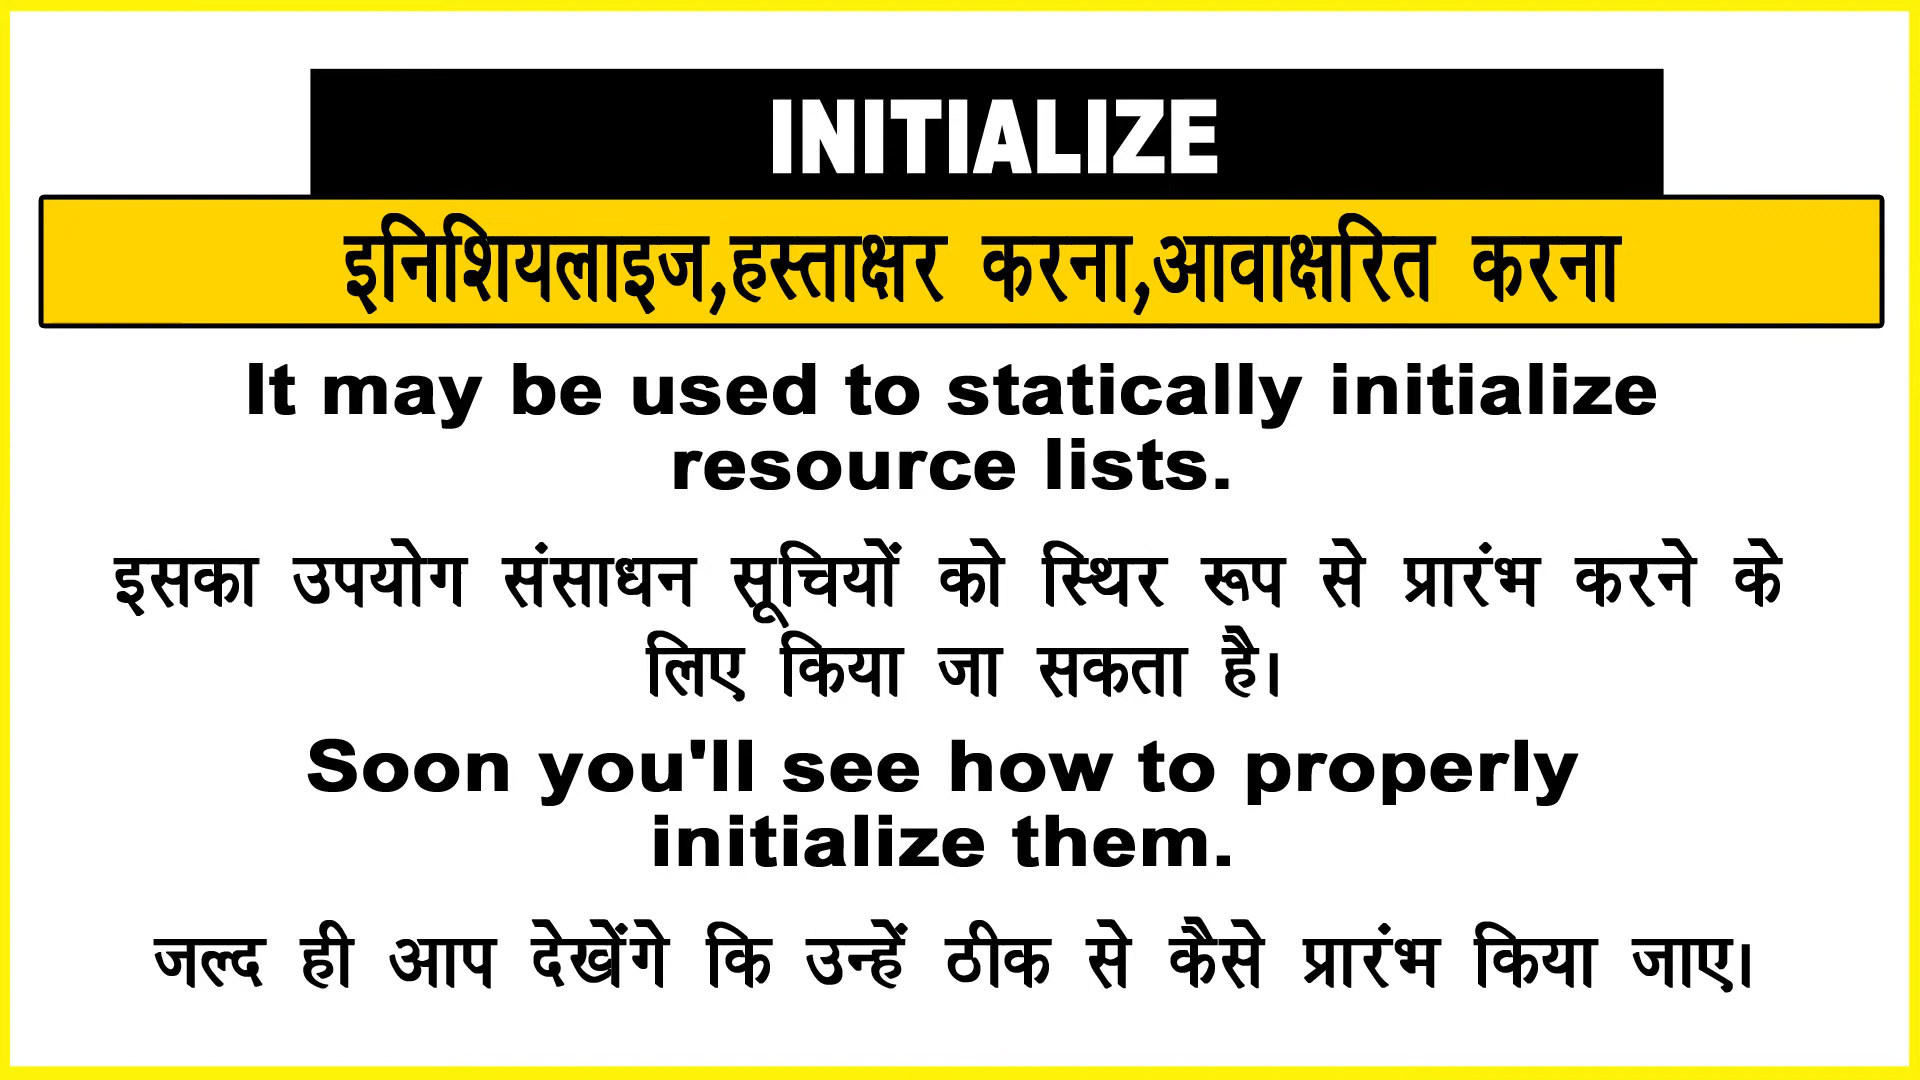 INITIALIZE
इनिशियलाइज,हस्ताक्षर करना,आवाक्षरित करना
It may be used to statically initialize
resource lists.
इसका उपयोग संसाधन सूचियों को स्थिर रूप से प्रारंभ करने के
लिए किया जा सकता है।
Soon you'll see how to properly
initialize them.
जल्द ही आप देखेंगे कि उन्हें ठीक से कैसे प्रारंभ किया जाए।